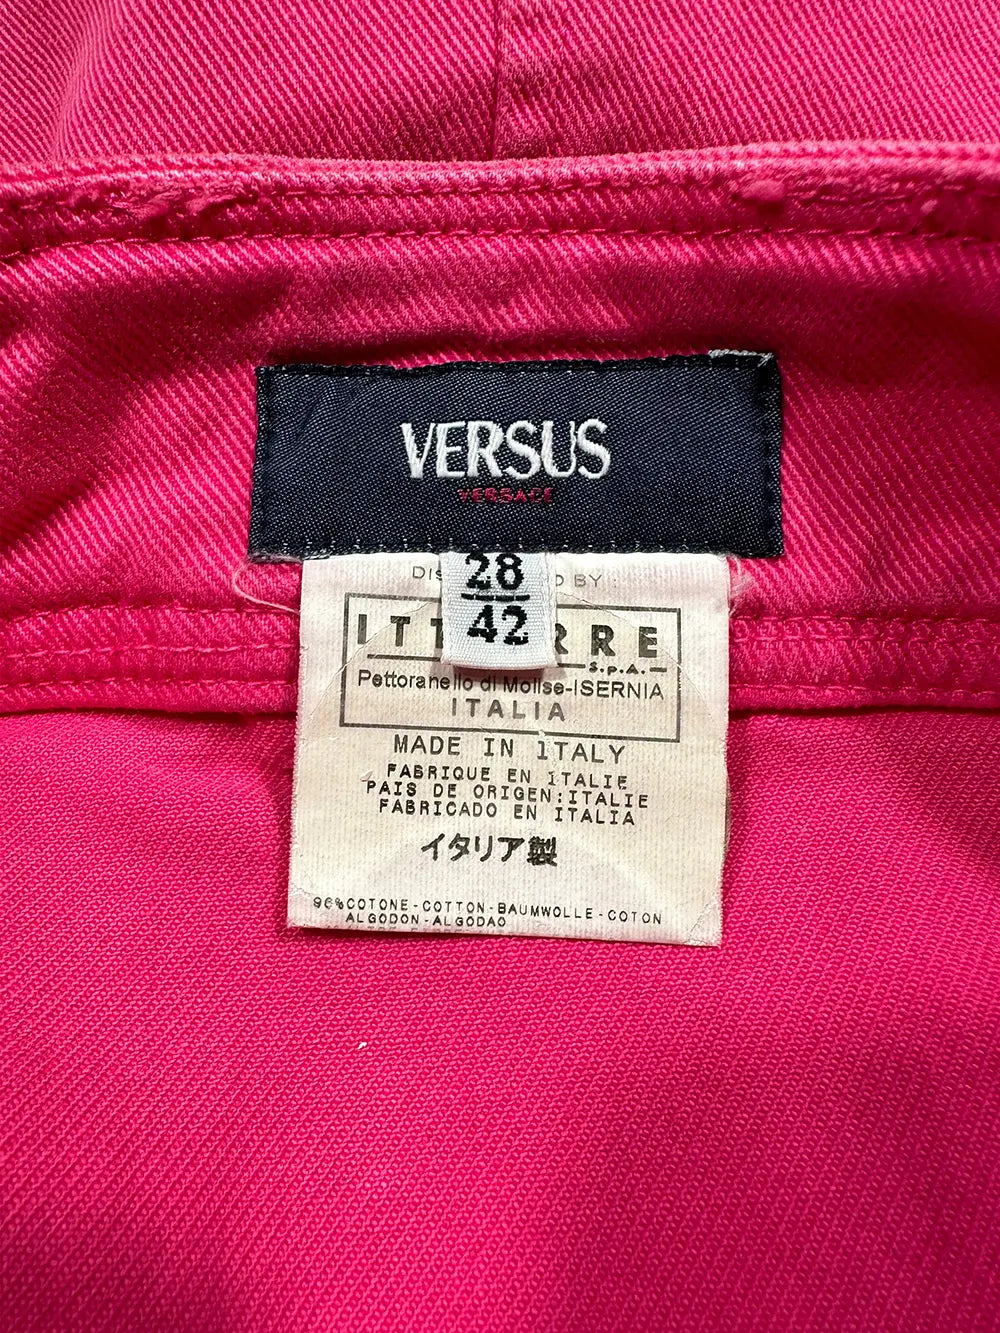 VERSUS
VERSACE
28
42
BY :
S.p.A.
Pettoranello di Molise-ISERNIA
ITALIA
MADE IN ITALY
FABRIQUE EN ITALIE
PAIS DE ORIGEN:ITALIE
FABRICADO EN ITALIA
イタリア製
96%COTONE-COTTON-BAUMWOLLE-COTON
ALGODON-ALGODAO